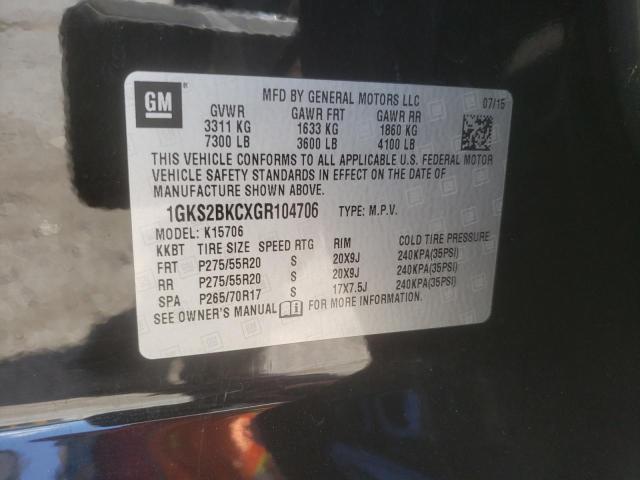 GM
MFD BY GENERAL MOTORS LLC 07/15
GVWR GAWR FRT GAWR RR
3311 KG 1633 KG 1860 KG
7300 LB 3600 LB 4100 LB
THIS VEHICLE CONFORMS TO ALL APPLICABLE U.S. FEDERAL MOTOR
VEHICLE SAFETY STANDARDS IN EFFECT ON THE DATE OF
MANUFACTURE SHOWN ABOVE.
1GKS2BKCXGR104706 TYPE: M.P.V.
MODEL: K15706
KKBT TIRE SIZE SPEED RTG RIM COLD TIRE PRESSURE
FRT P275/55R20 S 20X9J 240KPA(35PSI)
RR P275/55R20 S 20X9J 240KPA(35PSI)
SPA P265/70R17 S 17X7.5J 240KPA(35PSI)
SEE OWNER'S MANUAL FOR MORE INFORMATION.